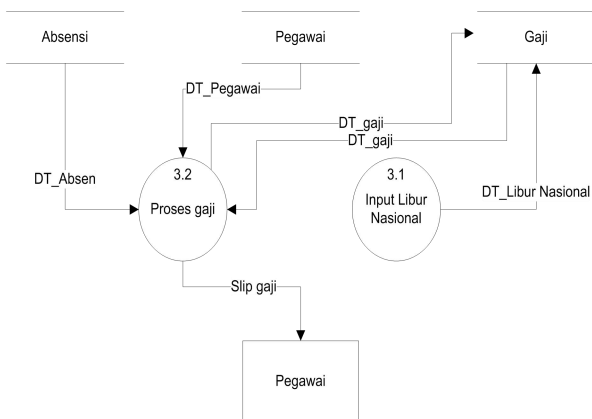 Absensi
Pegawai
Gaji
DT_Pegawai
DT_gaji
DT_gaji
DT_Absen
3.2
Proses gaji
3.1
Input Libur
Nasional
DT_Libur Nasional
Slip gaji
Pegawai